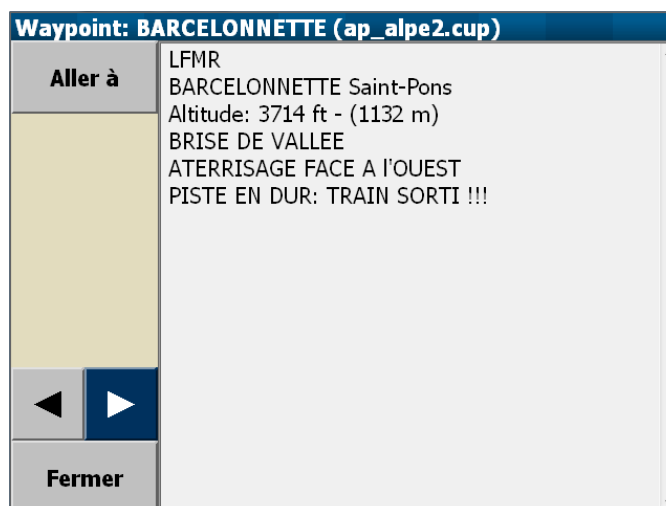 Waypoint: BARCELONNETTE (ap_alpe2.cup)
Aller à
LFMR
BARCELONNETTE Saint-Pons
Altitude: 3714 ft - (1132 m)
BRISE DE VALLEE
ATERRISAGE FACE A l'OUEST
PISTE EN DUR: TRAIN SORTI !!!
Fermer